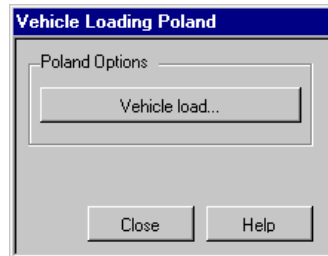 Vehicle Loading Poland
Poland Options
Vehicle load...
Close
Help